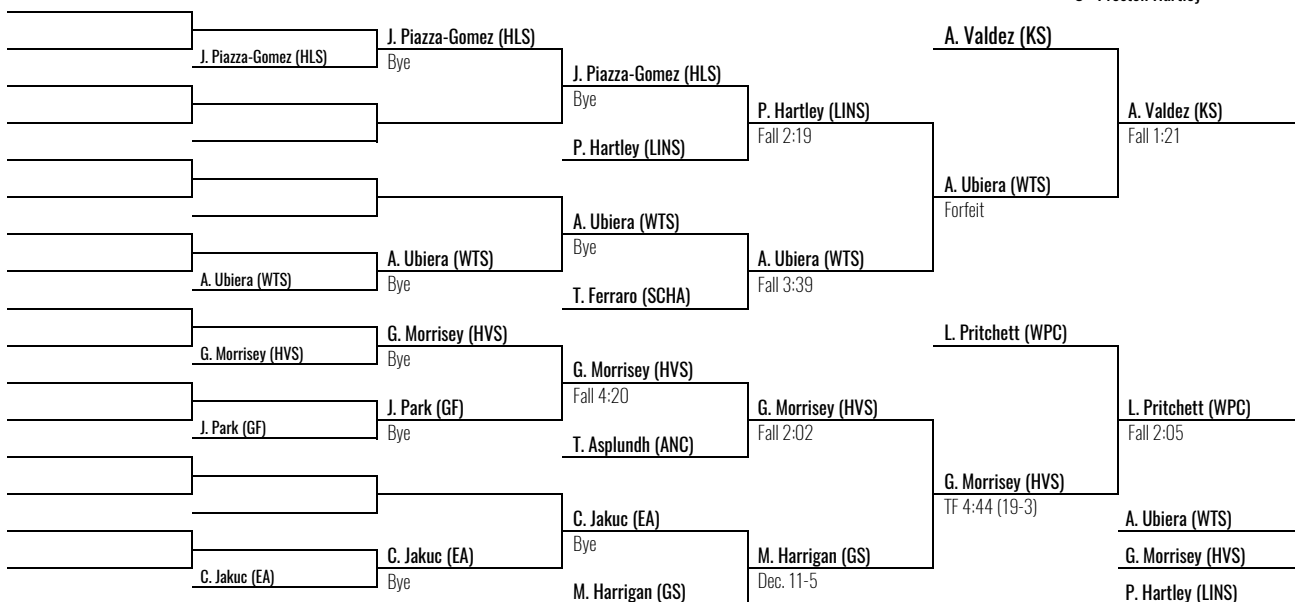 Preston Hartley
J. Piazza-Gomez (HLS)
A. Ubiera (WTS)
G. Morrisey (HVS)
J. Park (GF)
C. Jakuc (EA)
J. Piazza-Gomez (HLS)
Bye
A. Ubiera (WTS)
Bye
G. Morrisey (HVS)
Bye
J. Park (GF)
Bye
C. Jakuc (EA)
Bye
J. Piazza-Gomez (HLS)
Bye
P. Hartley (LINS)
A. Ubiera (WTS)
Bye
T. Ferraro (SCHA)
G. Morrisey (HVS)
Fall 4:20
T. Asplundh (ANC)
C. Jakuc (EA)
Bye
M. Harrigan (GS)
P. Hartley (LINS)
Fall 2:19
A. Ubiera (WTS)
Fall 3:39
G. Morrisey (HVS)
Fall 2:02
M. Harrigan (GS)
Dec. 11-5
A. Valdez (KS)
A. Ubiera (WTS)
Forfeit
L. Pritchett (WPC)
G. Morrisey (HVS)
TF 4:44 (19-3)
A. Valdez (KS)
Fall 1:21
L. Pritchett (WPC)
Fall 2:05
A. Ubiera (WTS)
G. Morrisey (HVS)
P. Hartley (LINS)